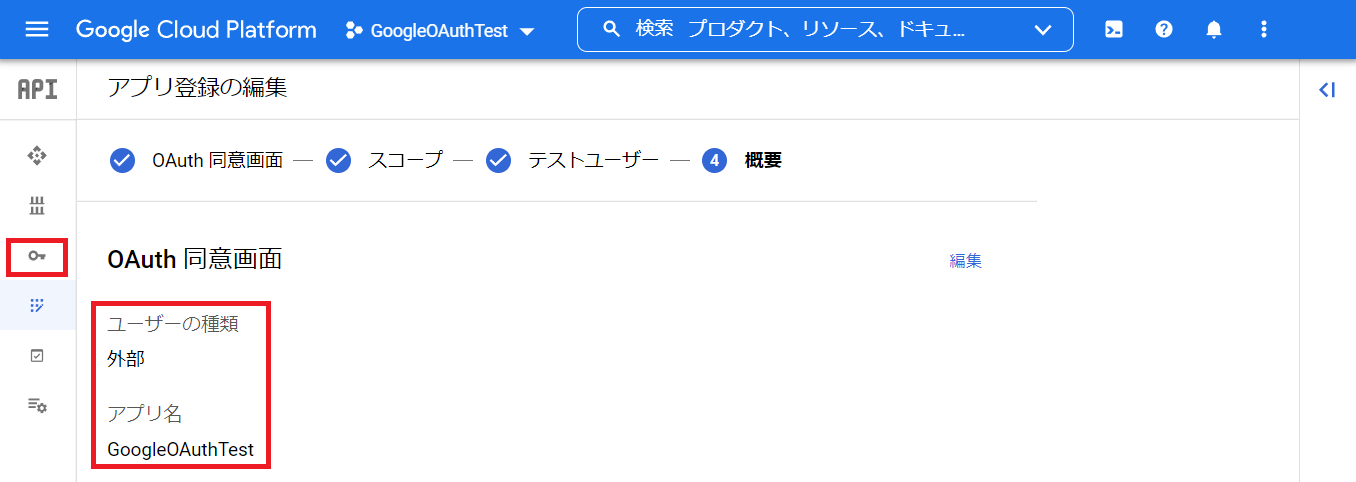 Google Cloud Platform GoogleOAuthTest 検索 プロダクト、リソース、ドキュ...
API アプリ登録の編集
OAuth 同意画面 — スコープ — テストユーザー — 4 概要
OAuth 同意画面 編集
ユーザーの種類
外部
アプリ名
GoogleOAuthTest